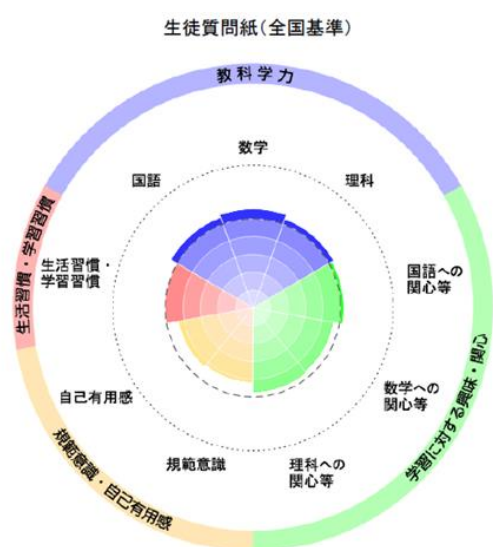 生徒質問紙(全国基準)
教科学力
数学
国語
理科
生活習慣・学習習慣
生活習慣・
学習習慣
国語への
関心等
自己有用感
数学への
関心等
規範意識
理科への
関心等
規範意識・自己有用感
学習に対する興味・関心